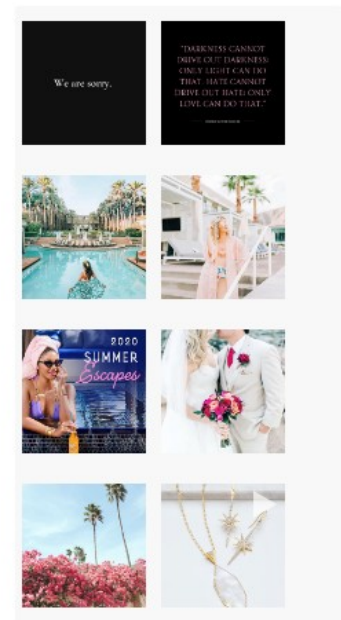 We are sorry.
"DARKNESS CANNOT
DRIVE OUT DARKNESS;
ONLY LIGHT CAN DO
THAT. HATE CANNOT
DRIVE OUT HATE; ONLY
LOVE CAN DO THAT."
2020
SUMMER
Escapes